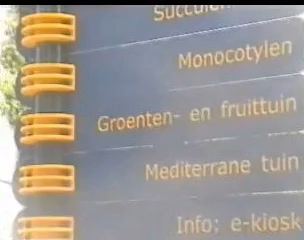 Monocotylen
Groenten- en fruittuin
Mediterrane tuin
Info: e-kiosk